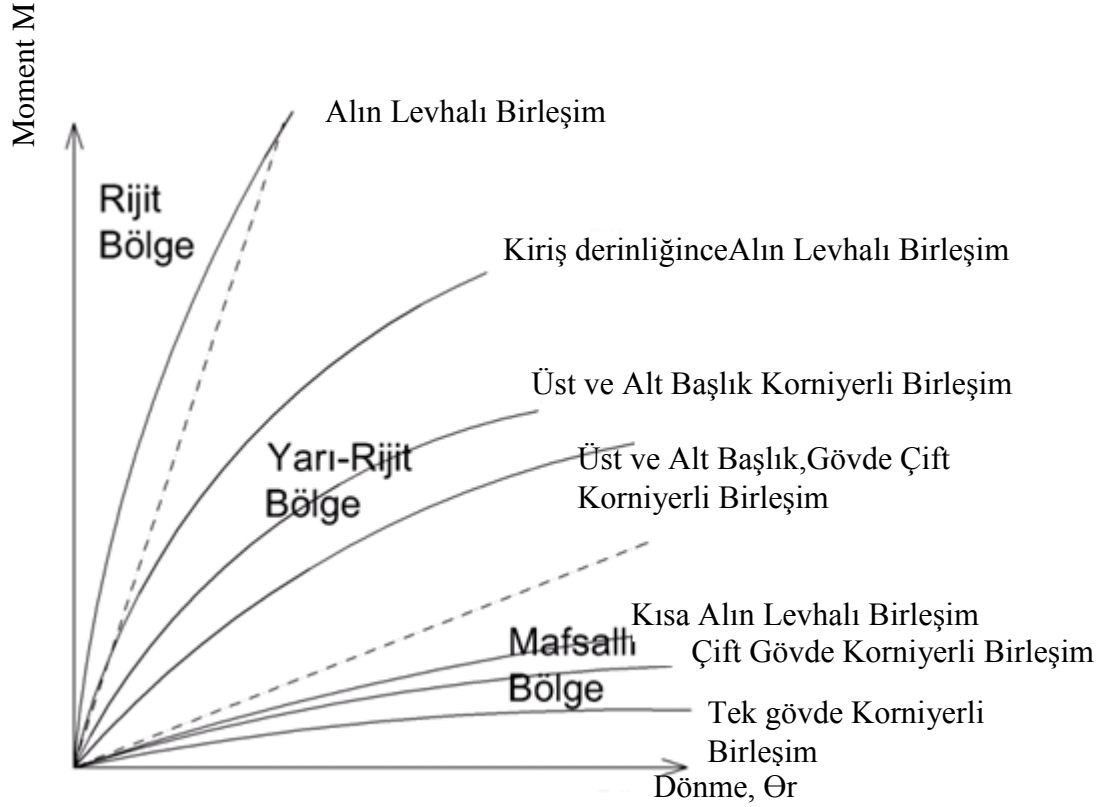 Moment M
Alın Levhalı Birleşim
Rijit
Bölge
Kiriş derinliğinceAlın Levhalı Birleşim
Üst ve Alt Başlık Korniyerli Birleşim
Yarı-Rijit
Bölge
Üst ve Alt Başlık,Gövde Çift
Korniyerli Birleşim
Kısa Alın Levhalı Birleşim
Mafsallı
Bölge
Çift Gövde Korniyerli Birleşim
Tek gövde Korniyerli
Birleşim
Dönme, Ɵr